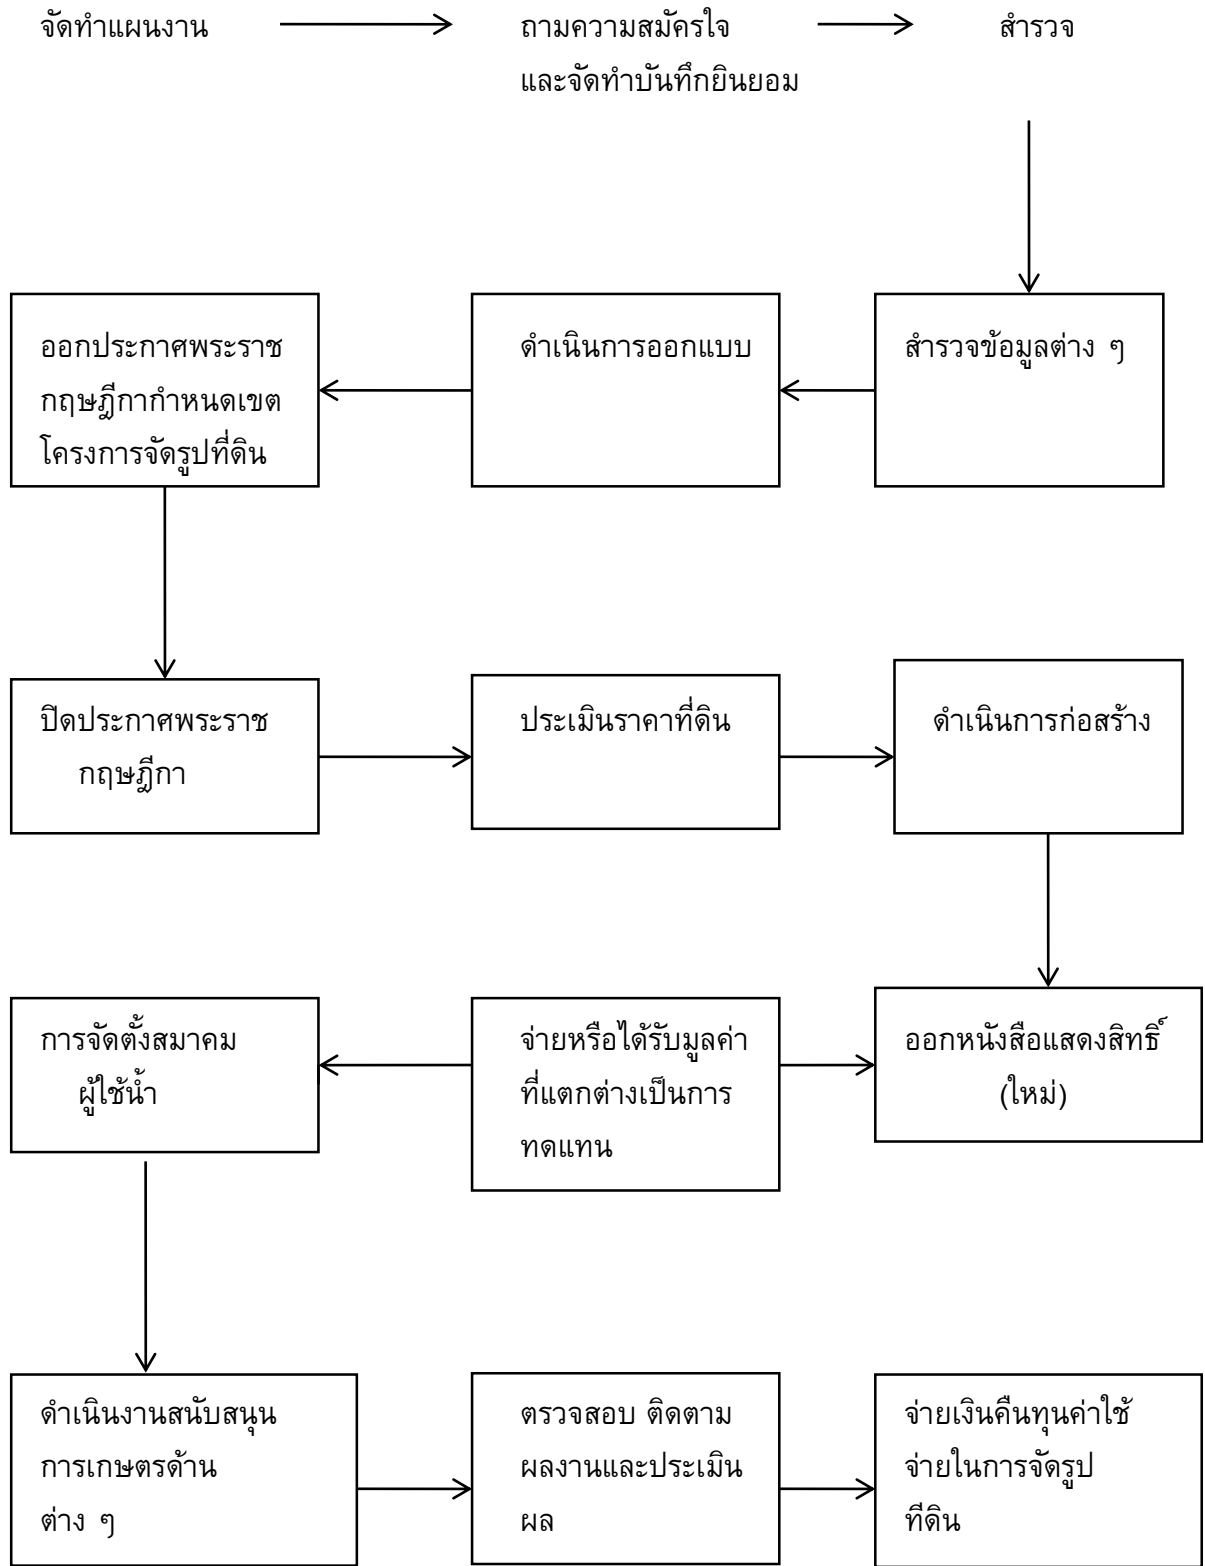 จัดทำแผนงาน
ถามความสมัครใจ
และจัดทำบันทึกยินยอม
สำรวจ
สำรวจข้อมูลต่าง ๆ
ดำเนินการออกแบบ
ออกประกาศพระราช
กฤษฎีกากำหนดเขต
โครงการจัดรูปที่ดิน
ปิดประกาศพระราช
กฤษฎีกา
ประเมินราคาที่ดิน
ดำเนินการก่อสร้าง
ออกหนังสือแสดงสิทธิ์
(ใหม่)
จ่ายหรือได้รับมูลค่า
ที่แตกต่างเป็นการ
ทดแทน
การจัดตั้งสมาคม
ผู้ใช้น้ำ
ดำเนินงานสนับสนุน
การเกษตรด้าน
ต่าง ๆ
ตรวจสอบ ติดตาม
ผลงานและประเมิน
ผล
จ่ายเงินคืนทุนค่าใช้
จ่ายในการจัดรูป
ทีดิน